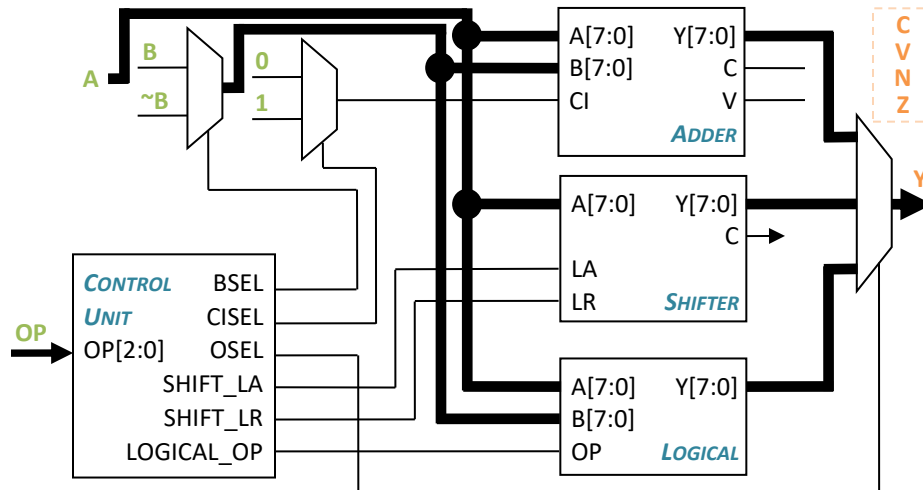 A
B
~B
0
1
A[7:0] Y[7:0]
B[7:0] C
CI V
ADDER
C
V
N
Z
Y
A[7:0] Y[7:0]
C
LA
LR SHIFTER
CONTROL BSEL
UNIT CISEL
OP
OP[2:0] OSEL
SHIFT_LA
SHIFT_LR
LOGICAL_OP
A[7:0] Y[7:0]
B[7:0]
OP LOGICAL